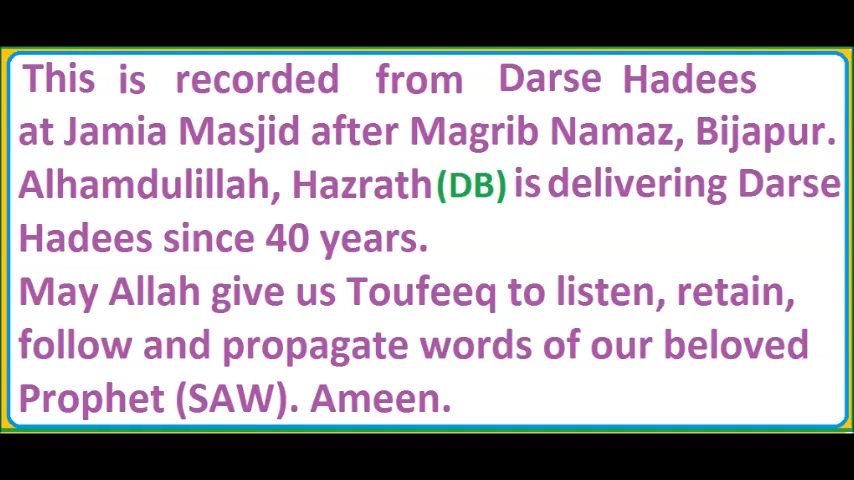 This is recorded from Darse Hadees
at Jamia Masjid after Magrib Namaz, Bijapur.
Alhamdulillah, Hazrath(DB) is delivering Darse
Hadees since 40 years.
May Allah give us Toufeeq to listen, retain,
follow and propagate words of our beloved
Prophet (SAW). Ameen.